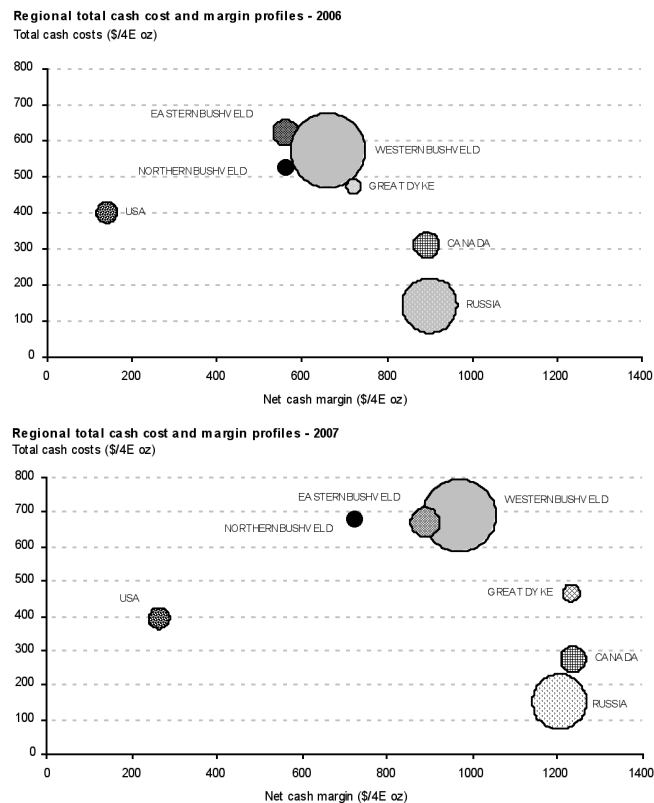 Regional total cash cost and margin profiles - 2006
Total cash costs ($/4E oz)
800
700
EASTERN BUSHVELD
600
WESTERN BUSHVELD
NORTHERN BUSHVELD
500
GREAT DYKE
400
USA
300
CANADA
200
RUSSIA
100
0
0 200 400 600 800 1000 1200 1400
Net cash margin ($/4E oz)
Regional total cash cost and margin profiles - 2007
Total cash costs ($/4E oz)
800
EASTERN BUSHVELD
WESTERN BUSHVELD
700
NORTHERN BUSHVELD
600
500
GREAT DYKE
USA
400
300
CANADA
200
RUSSIA
100
0
0 200 400 600 800 1000 1200 1400
Net cash margin ($/4E oz)